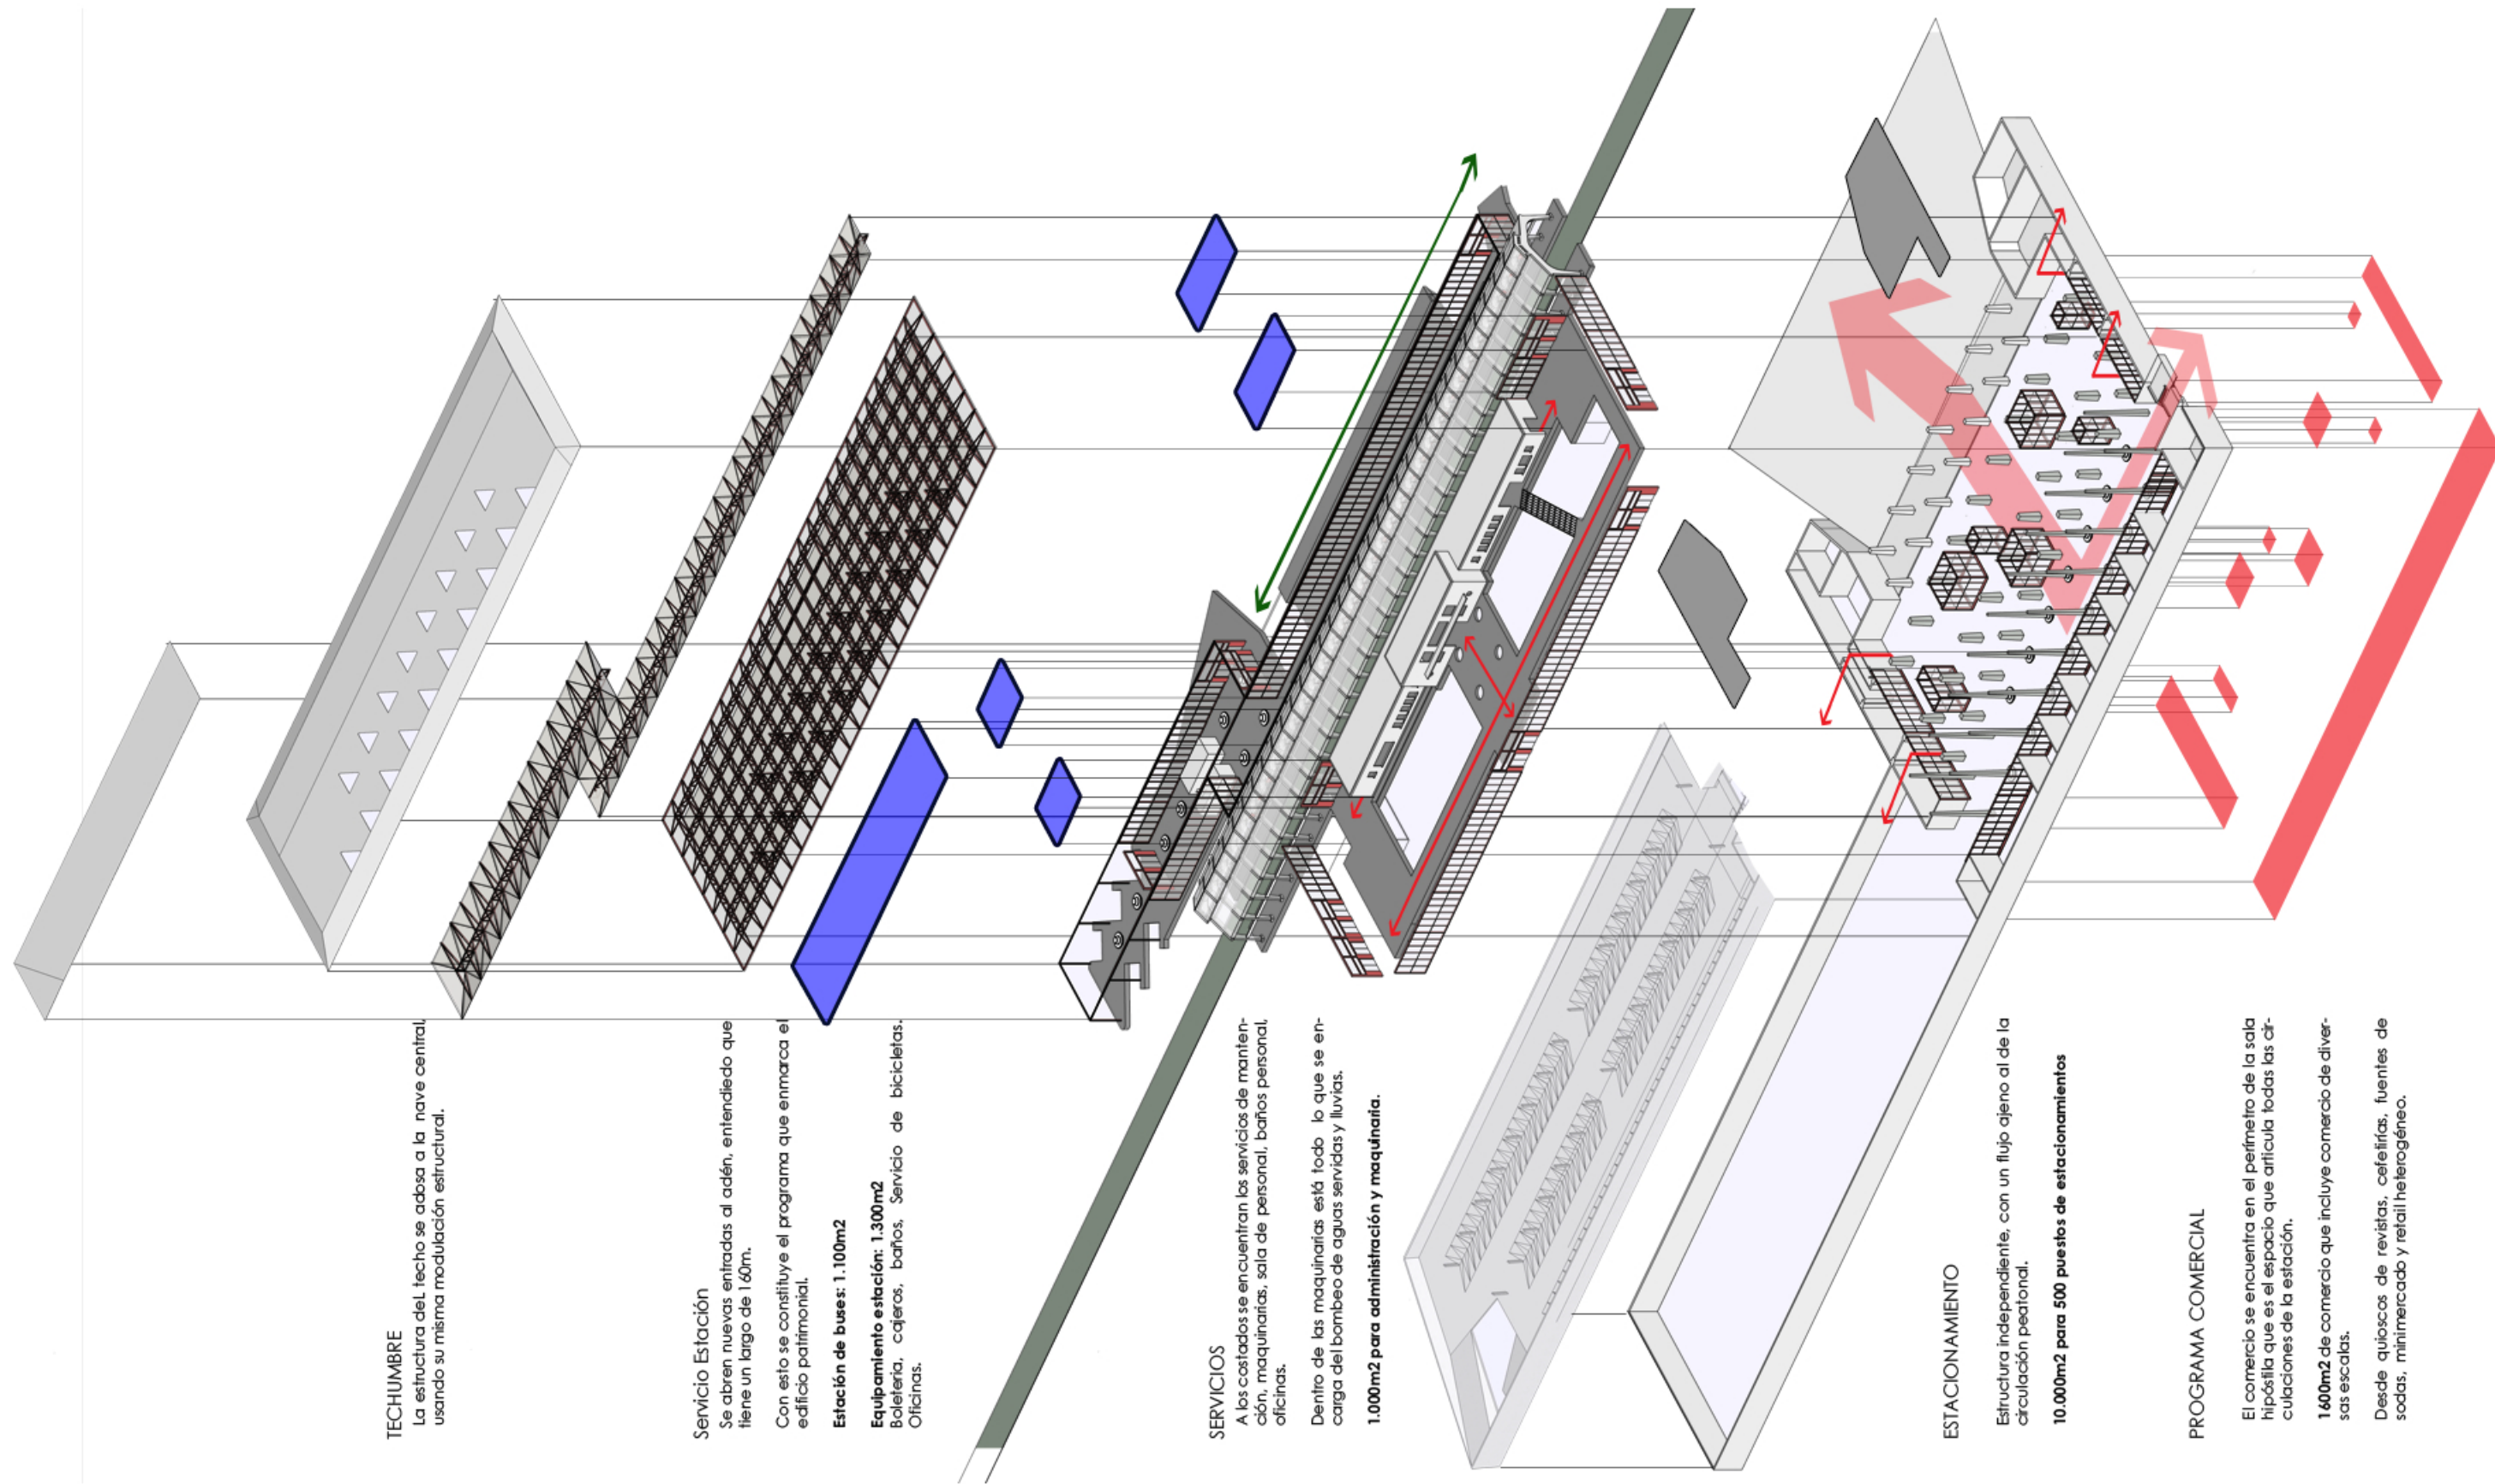 TECHUMBRE
La estructura deL techo se adosa a la nave central,
usando su misma modulación estructural.
Servicio Estación
Se abren nuevas entradas al adén, entendiedo que
tiene un largo de 160m.
Con esto se constituye el programa que enmarca el
edificio patrimonial.
Estación de buses: 1.100m2
Equipamiento estación: 1.300m2
Boletería, cajeros, baños, Servicio de bicicletas.
Oficinas.
SERVICIOS
A los costados se encuentran los servicios de manten-
ción, maquinarias, sala de personal, baños personal,
oficinas.
Dentro de las maquinarias está todo lo que se en-
carga del bombeo de aguas servidas y lluvias.
1.000m2 para administración y maquinaria.
ESTACIONAMIENTO
Estructura independiente, con un flujo ajeno al de la
circulación peatonal.
10.000m2 para 500 puestos de estacionamientos
PROGRAMA COMERCIAL
El comercio se encuentra en el perímetro de la sala
hipóstila que es el espacio que articula todas las cir-
culaciones de la estación.
1600m2 de comercio que incluye comercio de diver-
sas escalas.
Desde quioscos de revistas, cefetirías, fuentes de
sodas, minimercado y retail heterogéneo.